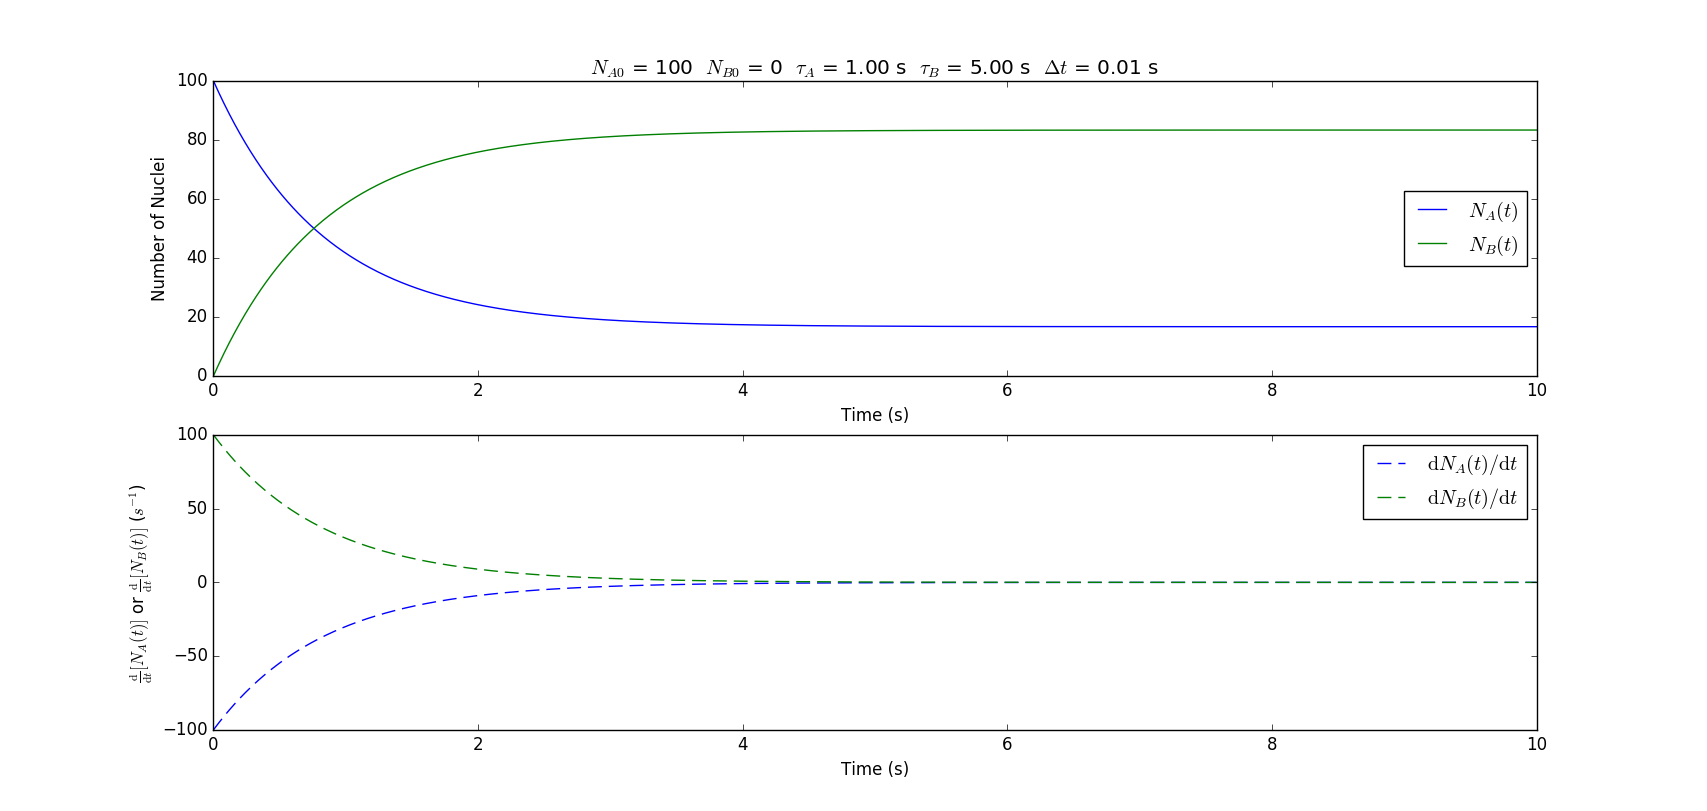 N_A0 = 100 N_B0 = 0 τ_A = 1.00 s τ_B = 5.00 s Δt = 0.01 s
100
80
60
40
20
0
Number of Nuclei
N_A(t)
N_B(t)
0 2 4 6 8 10
Time (s)
100
50
0
−50
−100
d/dt[N_A(t)] or d/dt[N_B(t)] (s⁻¹)
dN_A(t)/dt
dN_B(t)/dt
0 2 4 6 8 10
Time (s)